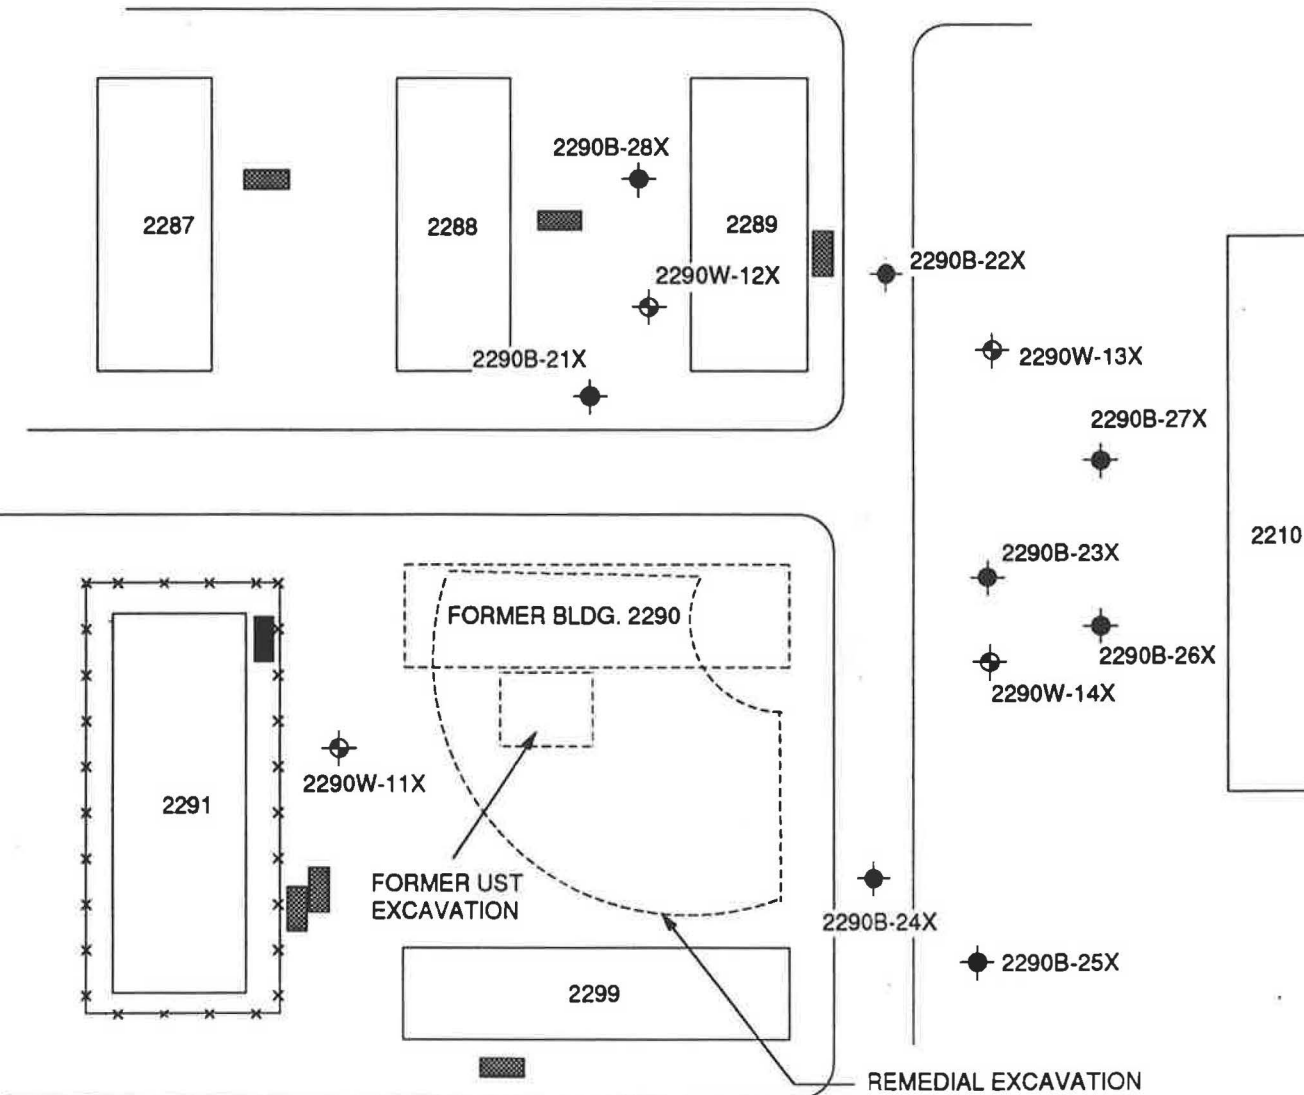 2290B-28X
2287
2288
2289
2290B-22X
2290W-12X
2290B-21X
2290W-13X
2290B-27X
2210
2290B-23X
FORMER BLDG. 2290
2290B-26X
2290W-14X
2290W-11X
2291
FORMER UST
EXCAVATION
2290B-24X
2290B-25X
2299
REMEDIAL EXCAVATION